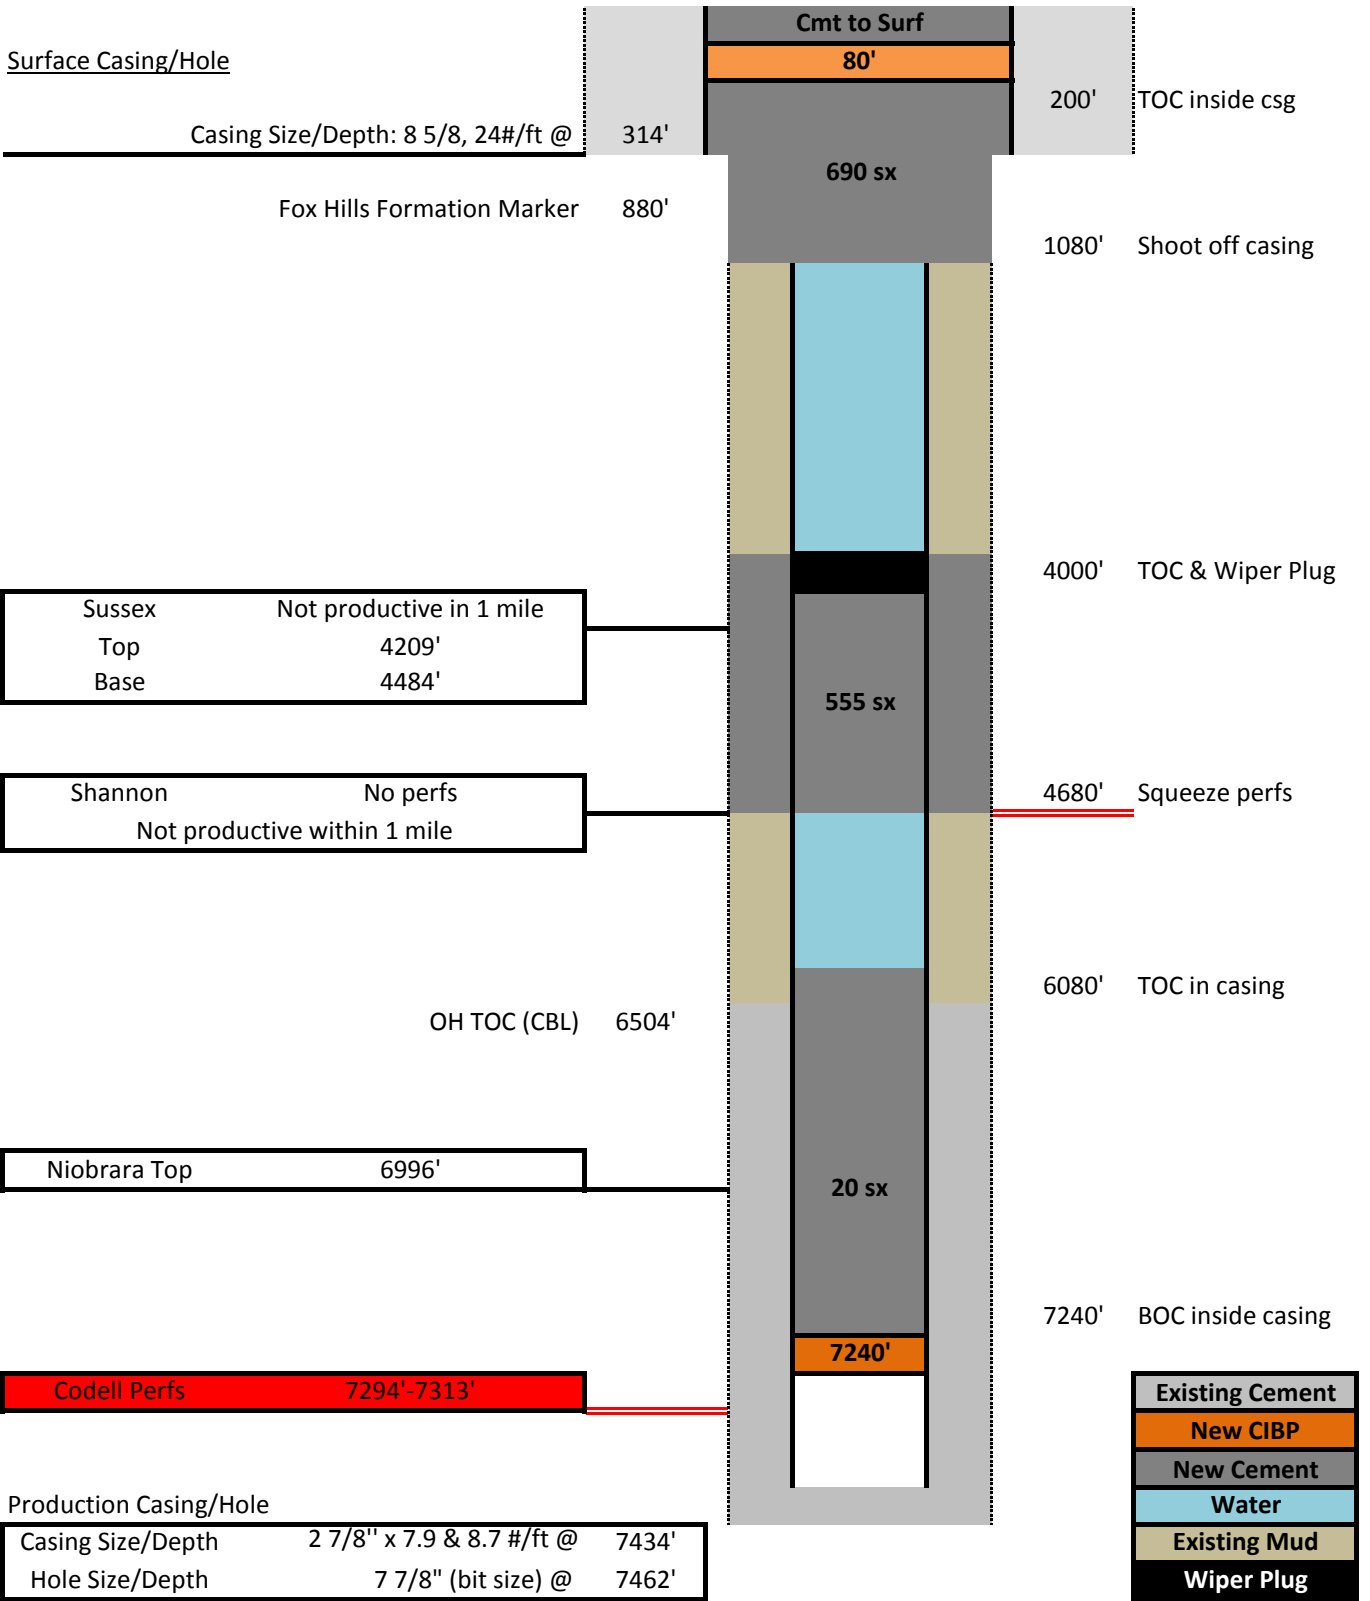 Cmt to Surf
Surface Casing/Hole
80'
200' TOC inside csg
Casing Size/Depth: 8 5/8, 24#/ft @ 314'
690 sx
Fox Hills Formation Marker 880'
1080' Shoot off casing
4000' TOC & Wiper Plug
Sussex Not productive in 1 mile
Top 4209'
Base 4484'
555 sx
Shannon No perfs
4680' Squeeze perfs
Not productive within 1 mile
6080' TOC in casing
OH TOC (CBL) 6504'
Niobrara Top 6996'
20 sx
7240' BOC inside casing
7240'
Codell Perfs 7294'-7313'
Existing Cement
New CIBP
New Cement
Water
Existing Mud
Wiper Plug
Production Casing/Hole
Casing Size/Depth 2 7/8'' x 7.9 & 8.7 #/ft @ 7434'
Hole Size/Depth 7 7/8" (bit size) @ 7462'